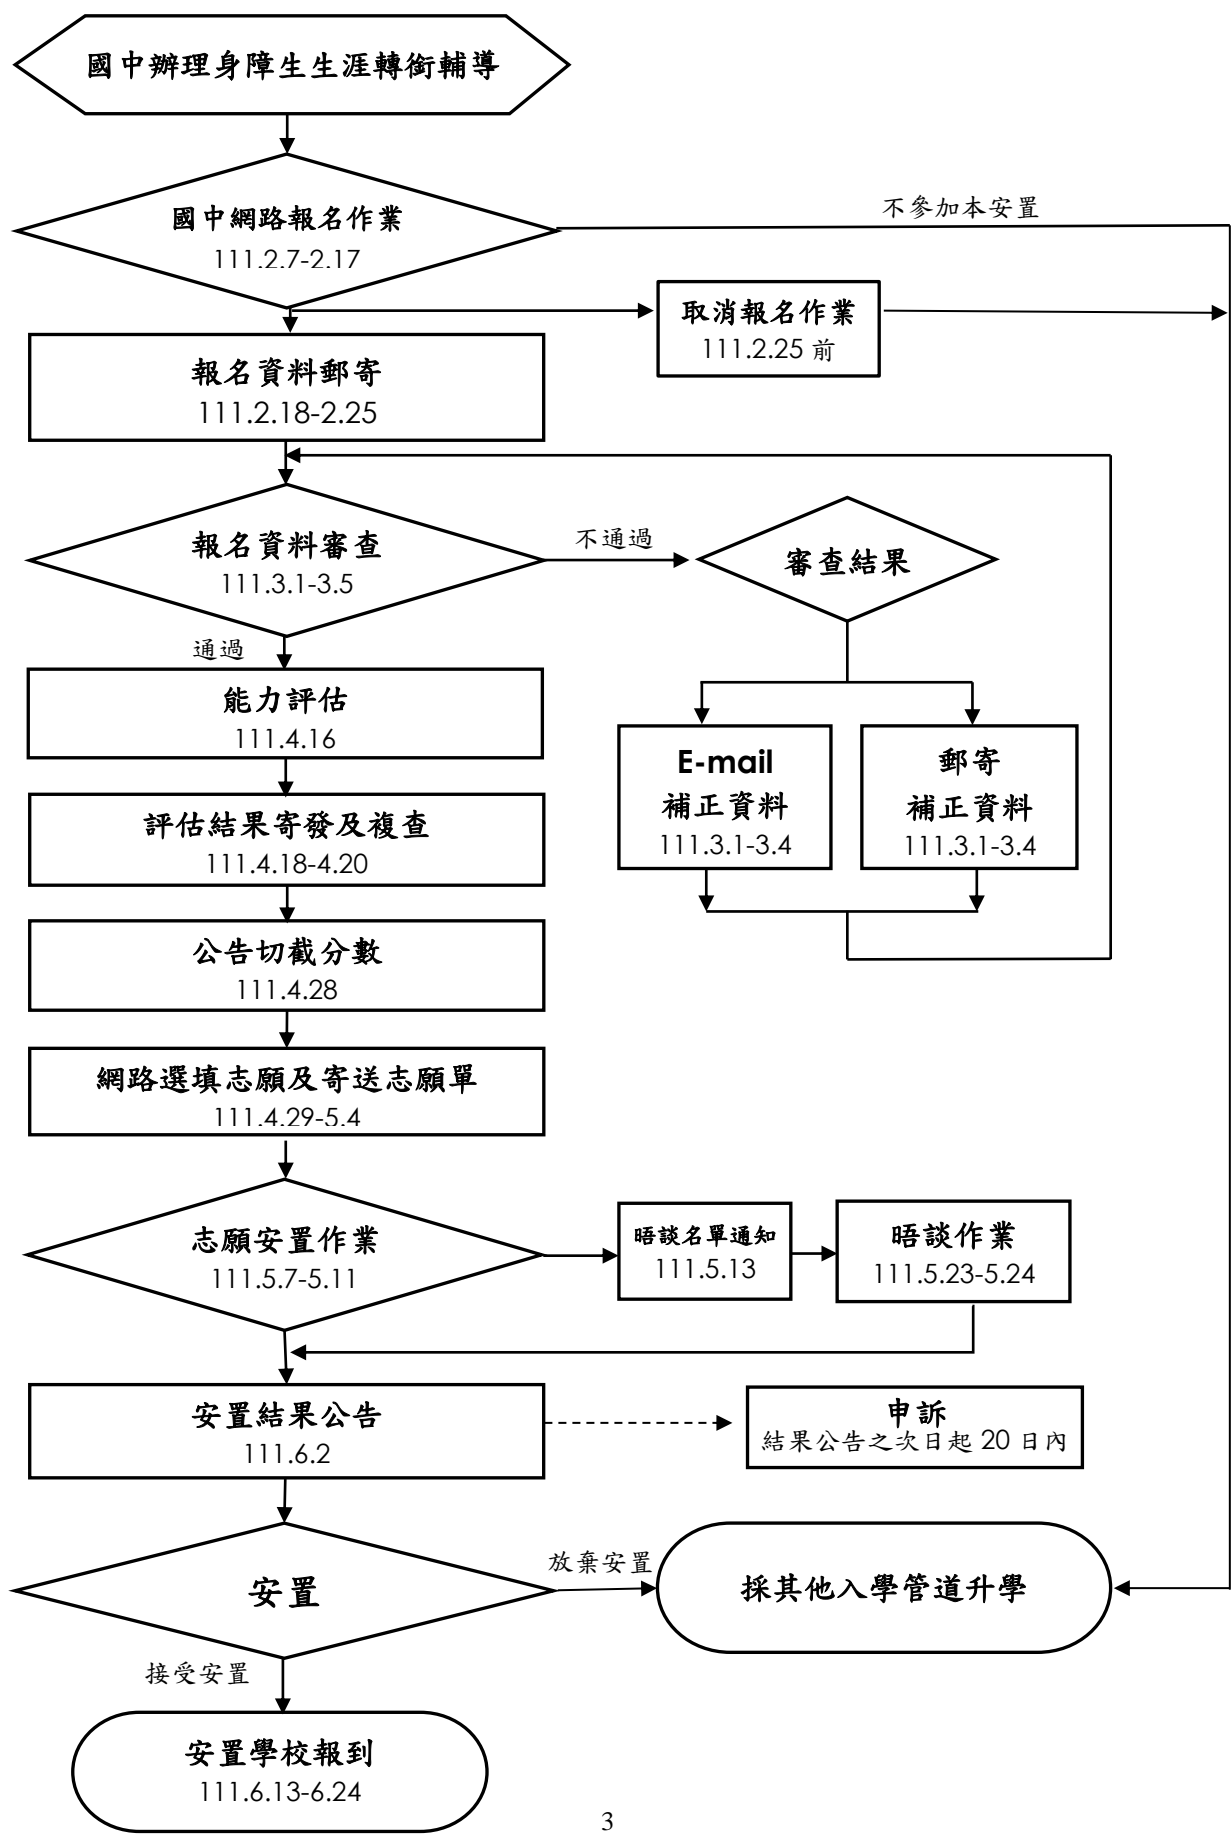 國中辦理身障生生涯轉銜輔導
國中網路報名作業
111.2.7-2.17
不參加本安置
取消報名作業
111.2.25 前
報名資料郵寄
111.2.18-2.25
報名資料審查
111.3.1-3.5
不通過
審查結果
通過
能力評估
111.4.16
E-mail
補正資料
111.3.1-3.4
郵寄
補正資料
111.3.1-3.4
評估結果寄發及複查
111.4.18-4.20
公告切截分數
111.4.28
網路選填志願及寄送志願單
111.4.29-5.4
志願安置作業
111.5.7-5.11
晤談名單通知
111.5.13
晤談作業
111.5.23-5.24
安置結果公告
111.6.2
申訴
結果公告之次日起 20 日內
安置
放棄安置
採其他入學管道升學
接受安置
安置學校報到
111.6.13-6.24
3